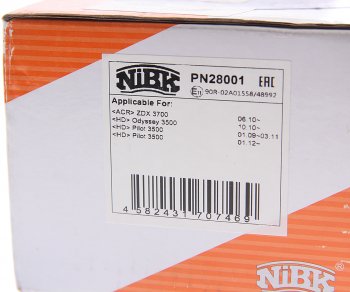 NiBK PN28001 EAC
E11 90R-02A01558/48992
Applicable For:
<ACR> ZDX 3700 06.10~
<HD> Odyssey 3500 10.10~
<HD> Pilot 3500 01.09~03.11
<HD> Pilot 3500 01.12~
4 582431 707469
NiBK